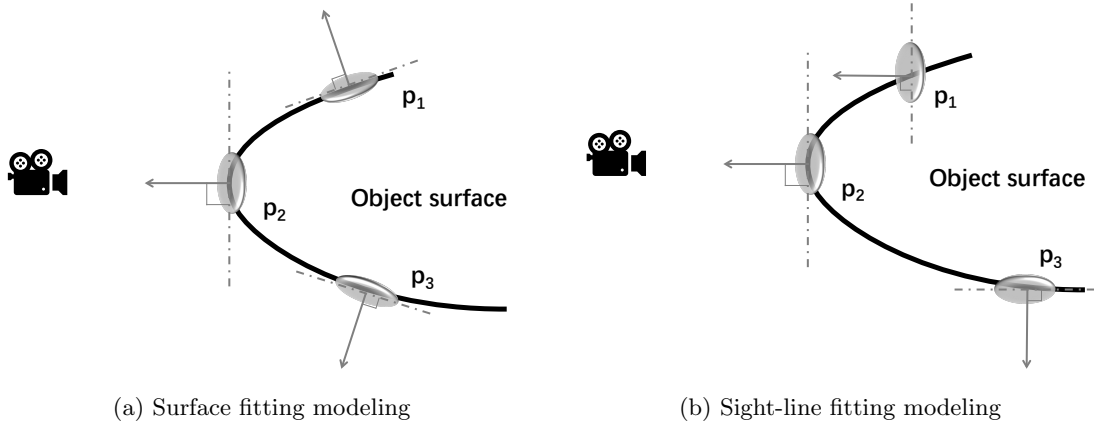 p1
Object surface
p2
p3
(a) Surface fitting modeling
p1
p2
Object surface
p3
(b) Sight-line fitting modeling